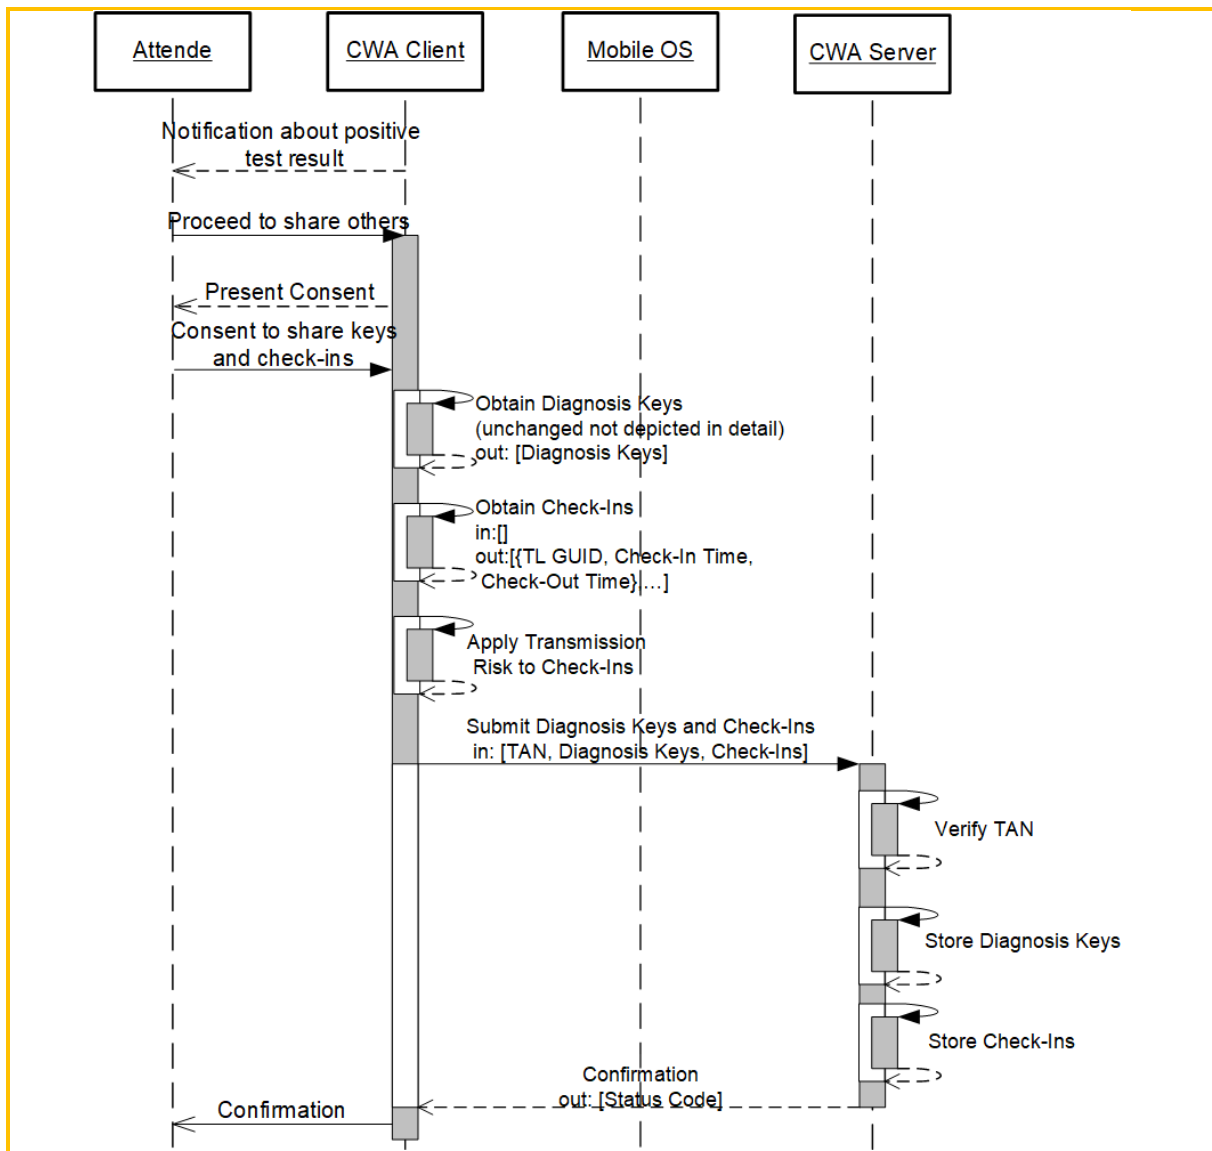 Attende
CWA Client
Mobile OS
CWA Server
Notification about positive
test result
Proceed to share others
Present Consent
Consent to share keys
and check-ins
Obtain Diagnosis Keys
(unchanged not depicted in detail)
out: [Diagnosis Keys]
Obtain Check-Ins
in:[]
out:[{TL GUID, Check-In Time,
Check-Out Time},...]
Apply Transmission
Risk to Check-Ins
Submit Diagnosis Keys and Check-Ins
in: [TAN, Diagnosis Keys, Check-Ins]
Verify TAN
Store Diagnosis Keys
Store Check-Ins
Confirmation
out: [Status Code]
Confirmation